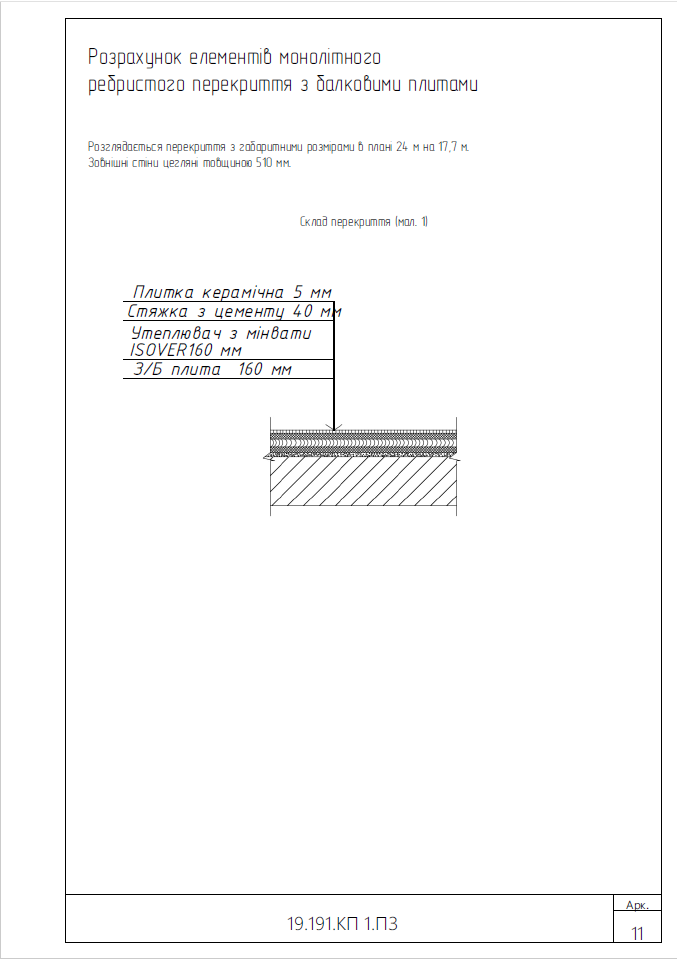 Розрахунок елементів монолітного
ребристого перекриття з балковими плитами
Розглядається перекриття з габаритними розмірами в плані 24 м на 17,7 м.
Зовнішні стіни цегляні товщиною 510 мм.
Склад перекриття (мал. 1)
Плитка керамічна 5 мм
Стяжка з цементу 40 мм
Утеплювач з мінвати
ISOVER160 мм
З/Б плита 160 мм
19.191.КП 1.ПЗ
Арк.
11